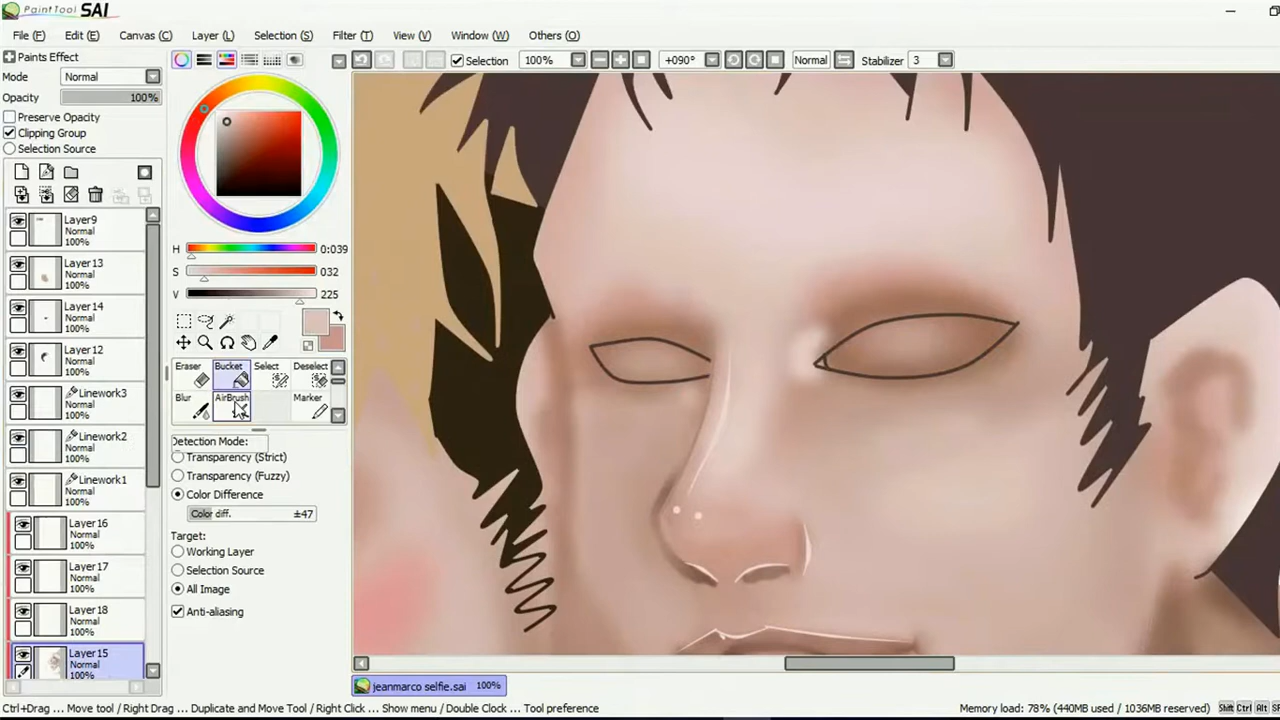 PaintTool SAI
File (F) Edit (E) Canvas (C) Layer (L) Selection (S) Filter (T) View (V) Window (W) Others (O)
Paints Effect
Mode Normal
Opacity 100%
Preserve Opacity
Clipping Group
Selection Source
Layer9
Normal
100%
Layer13
Normal
100%
Layer14
Normal
100%
Layer12
Normal
100%
Linework3
Normal
100%
Linework2
Normal
100%
Linework1
Normal
100%
Layer16
Normal
100%
Layer17
Normal
100%
Layer18
Normal
100%
Layer15
Normal
100%
H 0:039
S 032
V 225
Eraser Bucket Select Deselect
Blur AirBrush Marker
Detection Mode:
Transparency (Strict)
Transparency (Fuzzy)
Color Difference
Color diff. ±47
Target:
Working Layer
Selection Source
All Image
Anti-aliasing
Selection 100% +090° Normal Stabilizer 3
jeanmarco selfie.sai 100%
Ctrl+Drag ... Move tool / Right Drag ... Duplicate and Move Tool / Right Click ... Show menu / Double Clock ... Tool preference
Memory load: 78% (440MB used / 1036MB reserved)
Shift Ctrl Alt